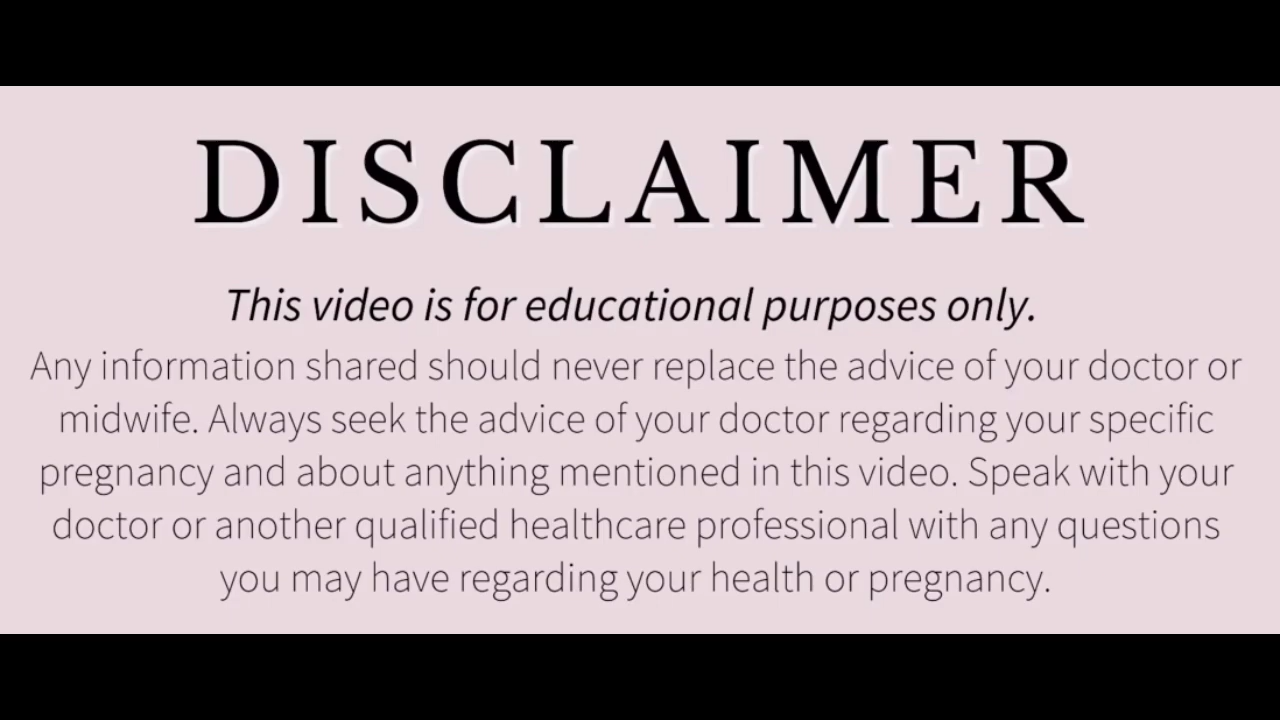 DISCLAIMER
This video is for educational purposes only.
Any information shared should never replace the advice of your doctor or
midwife. Always seek the advice of your doctor regarding your specific
pregnancy and about anything mentioned in this video. Speak with your
doctor or another qualified healthcare professional with any questions
you may have regarding your health or pregnancy.